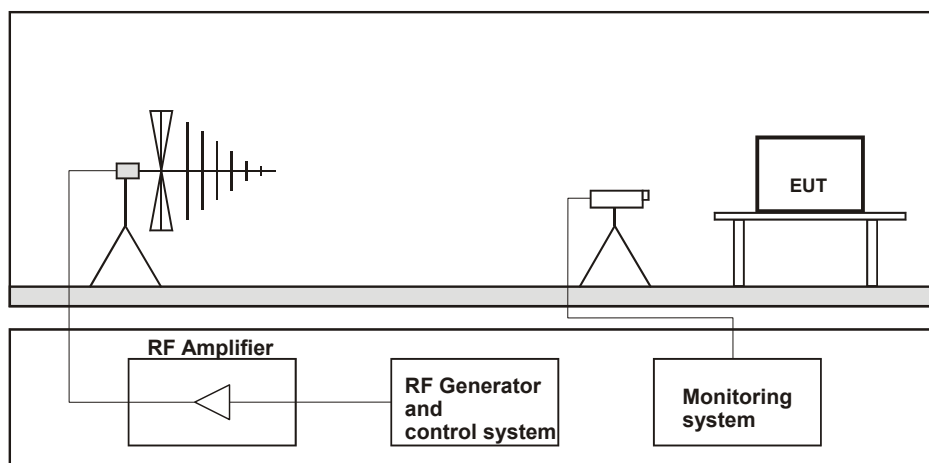 EUT
RF Amplifier
RF Generator
and
control system
Monitoring
system